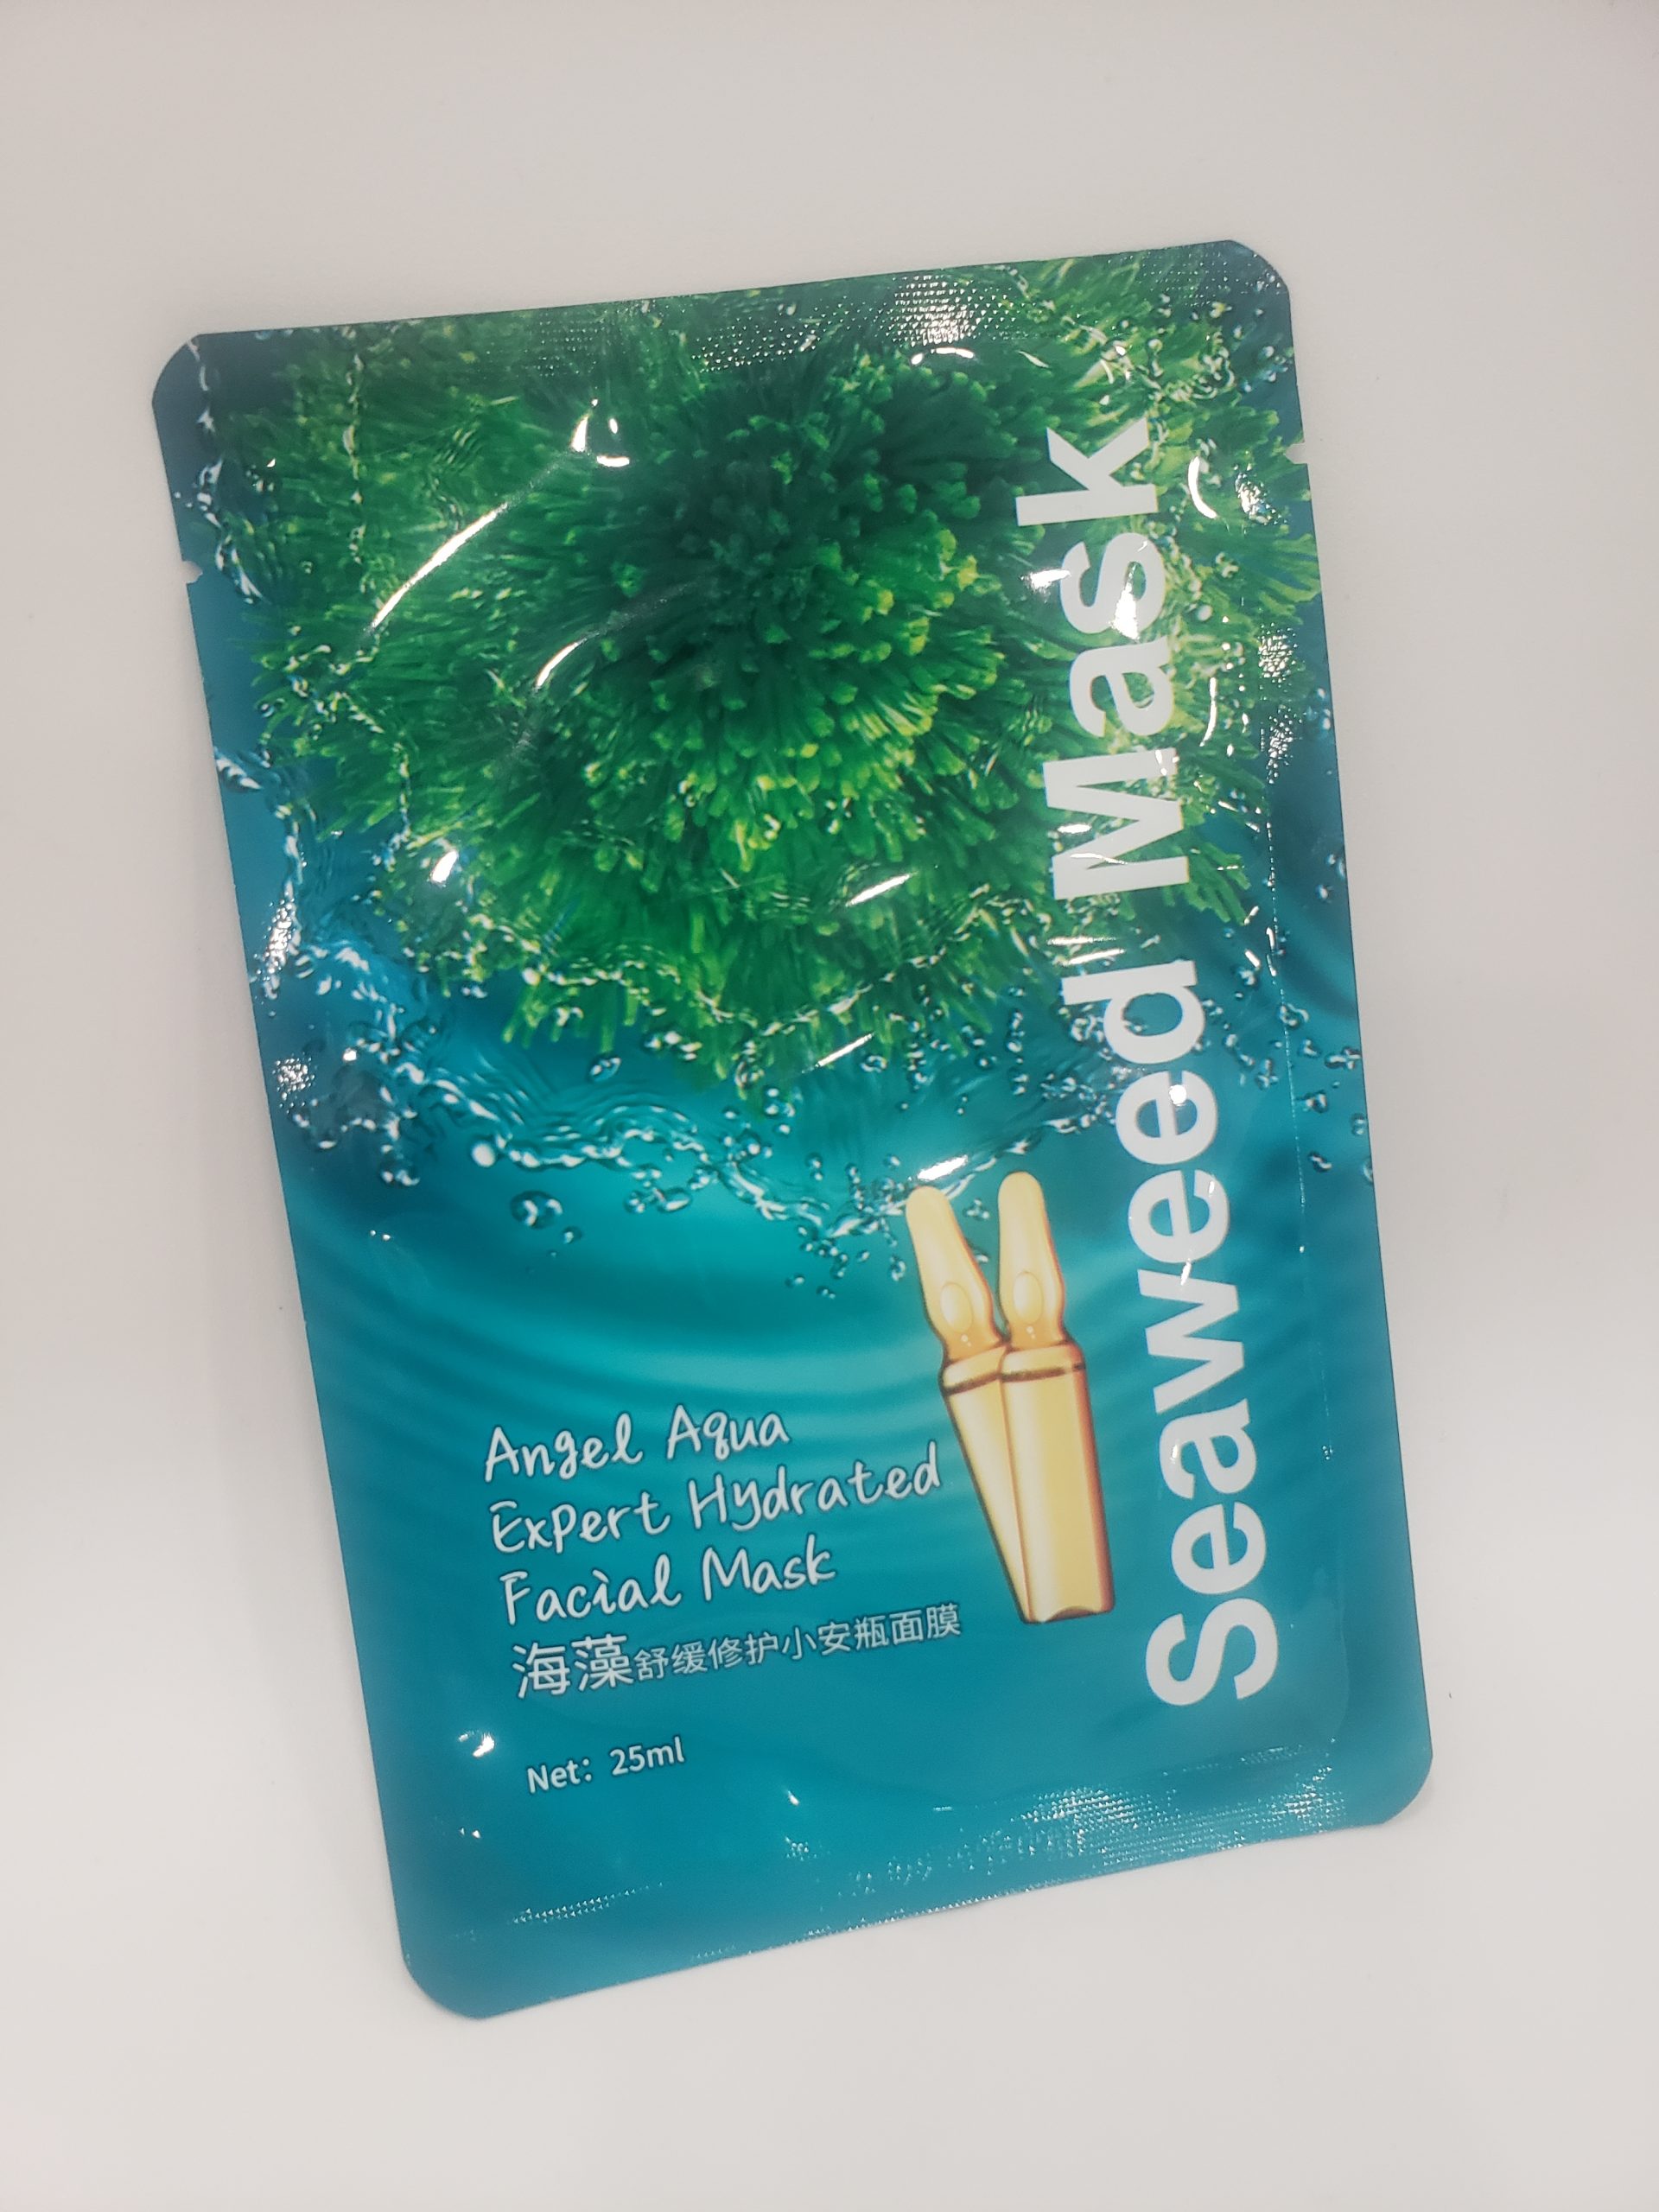 Seaweed Mask
Angel Aqua
Expert Hydrated
Facial Mask
海藻舒缓修护小安瓶面膜
Net: 25ml